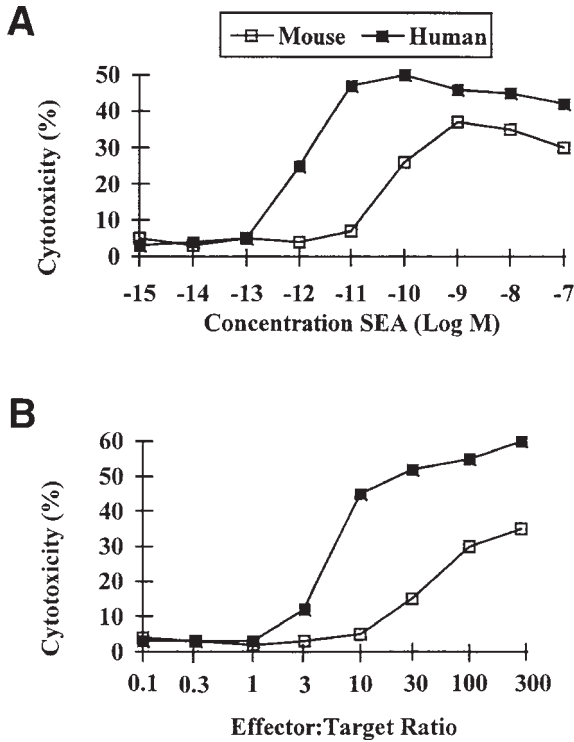 A
Mouse Human
Cytotoxicity (%)
50
40
30
20
10
0
-15 -14 -13 -12 -11 -10 -9 -8 -7
Concentration SEA (Log M)
B
Cytotoxicity (%)
60
50
40
30
20
10
0
0.1 0.3 1 3 10 30 100 300
Effector:Target Ratio